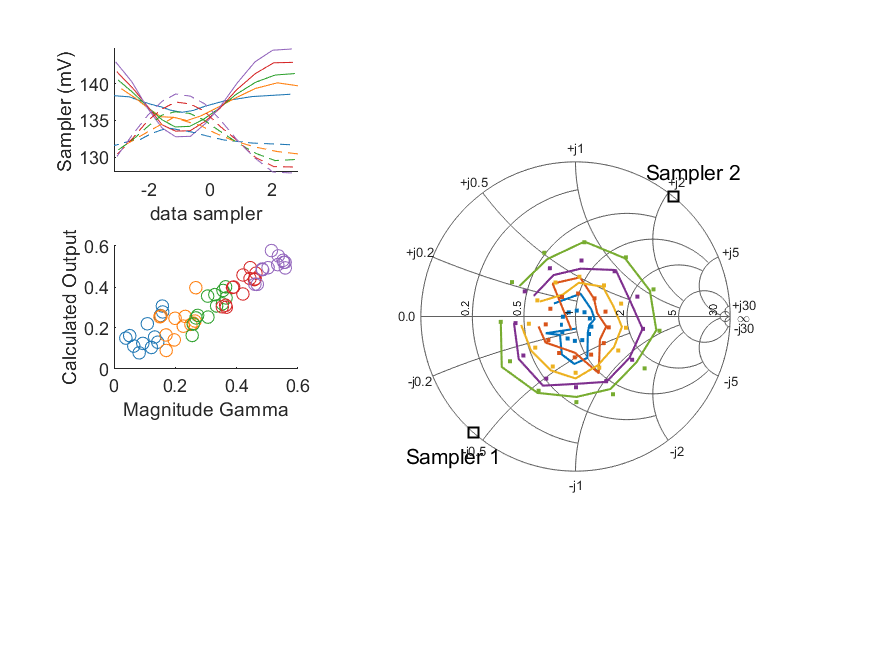 Sampler (mV)
140
135
130
-2 0 2
data sampler
Calculated Output
0.6
0.4
0.2
0
0 0.2 0.4 0.6
Magnitude Gamma
+j1
Sampler 2
+j2
+j0.5
+j0.2
+j5
0.0
0.2
0.5
1
2
5
30
+j30
∞
-j30
-j0.2
-j5
Sampler 1
-j0.5
-j2
-j1